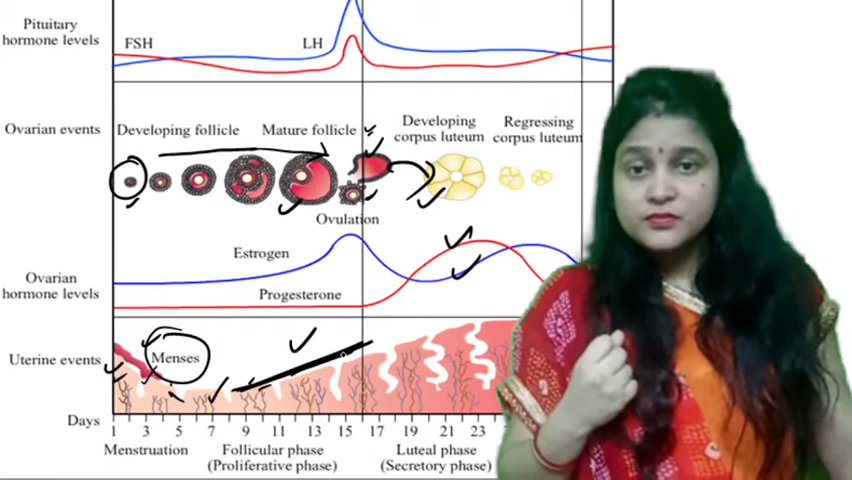 Pituitary
hormone levels
FSH
LH
Ovarian events
Developing follicle
Mature follicle
Developing
corpus luteum
Regressing
corpus luteum
Ovulation
Estrogen
Progesterone
Ovarian
hormone levels
Uterine events
Menses
Days
1 3 5 7 9 11 13 15 17 19 21 23
Menstruation
Follicular phase
(Proliferative phase)
Luteal phase
(Secretory phase)